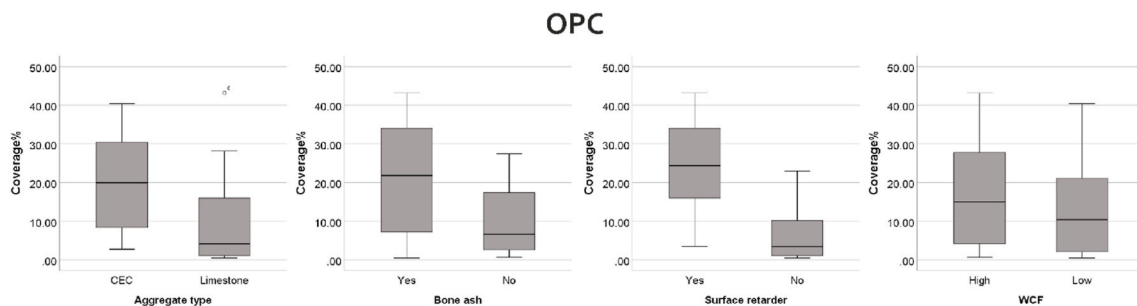 OPC
Coverage%
50.00
40.00
30.00
20.00
10.00
.00
CEC Limestone
Aggregate type
Coverage%
50.00
40.00
30.00
20.00
10.00
.00
Yes No
Bone ash
Coverage%
50.00
40.00
30.00
20.00
10.00
.00
Yes No
Surface retarder
Coverage%
50.00
40.00
30.00
20.00
10.00
.00
High Low
WCF